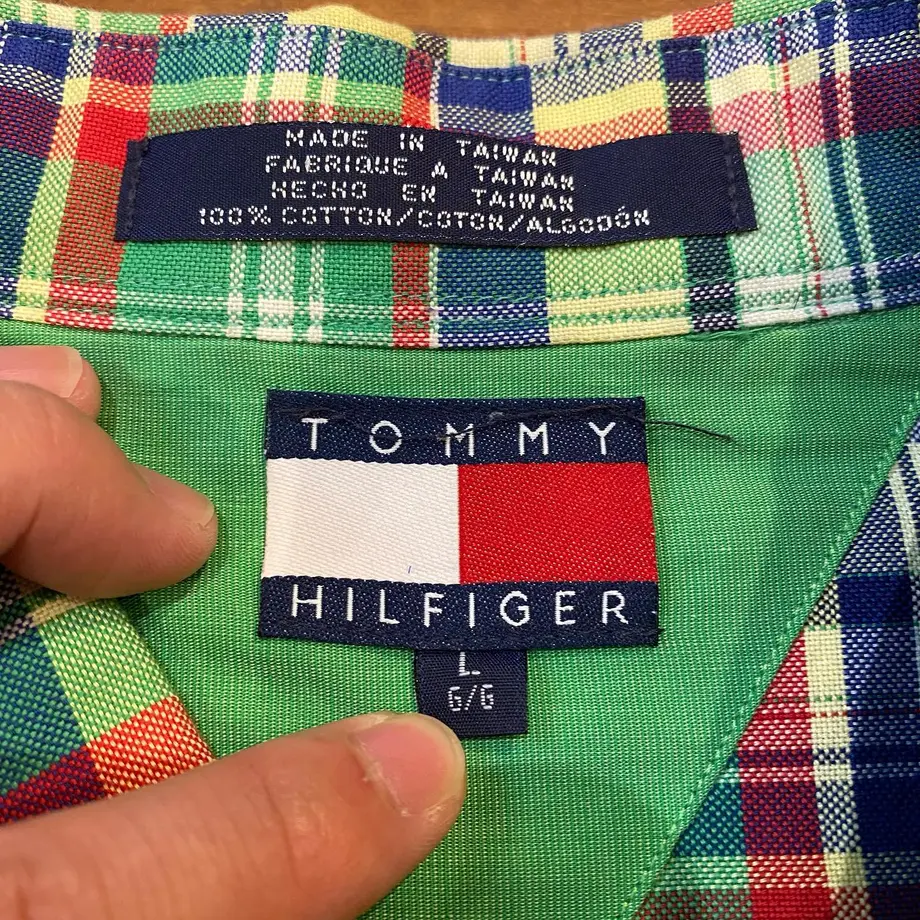 MADE IN TAIWAN
FABRIQUE A TAIWAN
HECHO EN TAIWAN
100% COTTON/COTON/ALGODÓN
TOMMY
HILFIGER
L
G/G